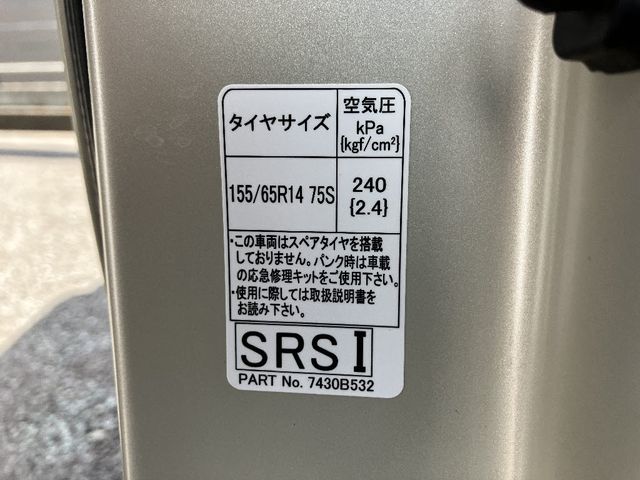 タイヤサイズ
空気圧
kPa
{kgf/cm²}
155/65R14 75S
240
{2.4}
・この車両はスペアタイヤを搭載
しておりません。パンク時は車載
の応急修理キットをご使用下さい。
・使用に際しては取扱説明書を
お読み下さい。
SRS I
PART No. 7430B532